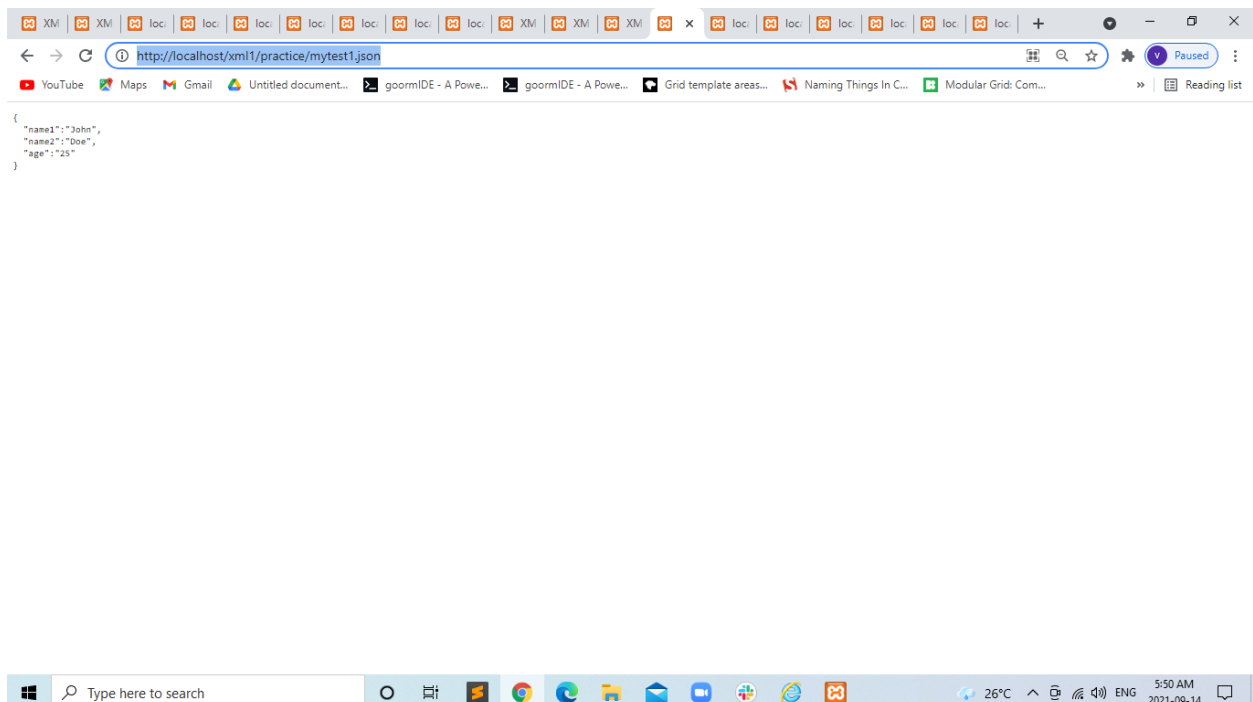 XM XM loc loc loc loc loc loc loc XM XM XM loc loc loc loc loc loc
http://localhost/xml1/practice/mytest1.json
V Paused
YouTube Maps Gmail Untitled document... goormIDE - A Powe... goormIDE - A Powe... Grid template areas... Naming Things In C... Modular Grid: Com... » Reading list
{
"name1":"John",
"name2":"Doe",
"age":"25"
}
Type here to search
26°C ENG 5:50 AM
2021-09-14